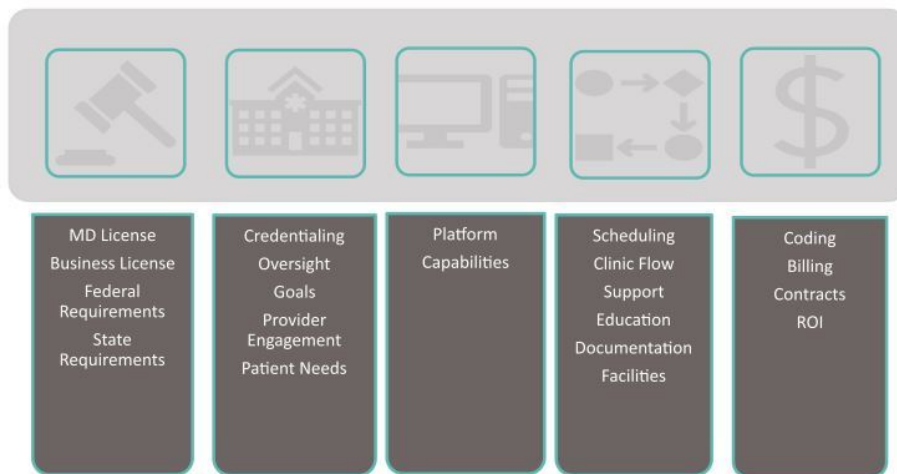 MD License
Business License
Federal
Requirements
State
Requirements
Credentialing
Oversight
Goals
Provider
Engagement
Patient Needs
Platform
Capabilities
Scheduling
Clinic Flow
Support
Education
Documentation
Facilities
Coding
Billing
Contracts
ROI